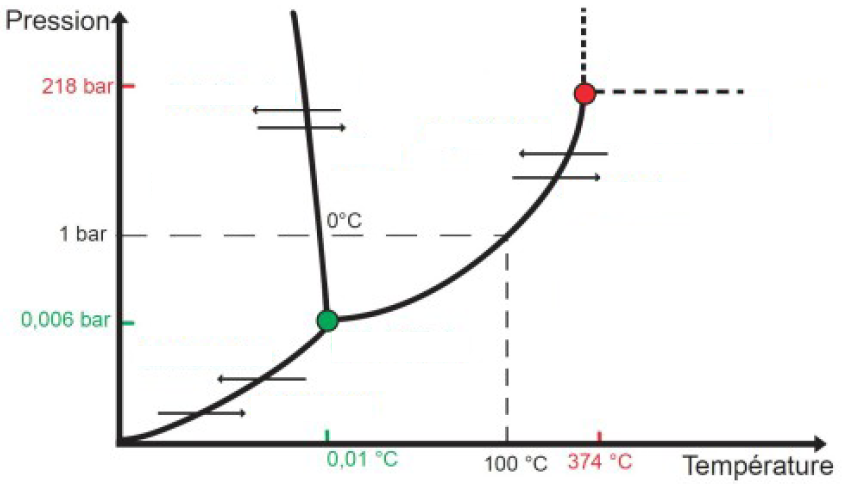 Pression
218 bar
0°C
1 bar
0,006 bar
0,01 °C
100 °C
374 °C
Température